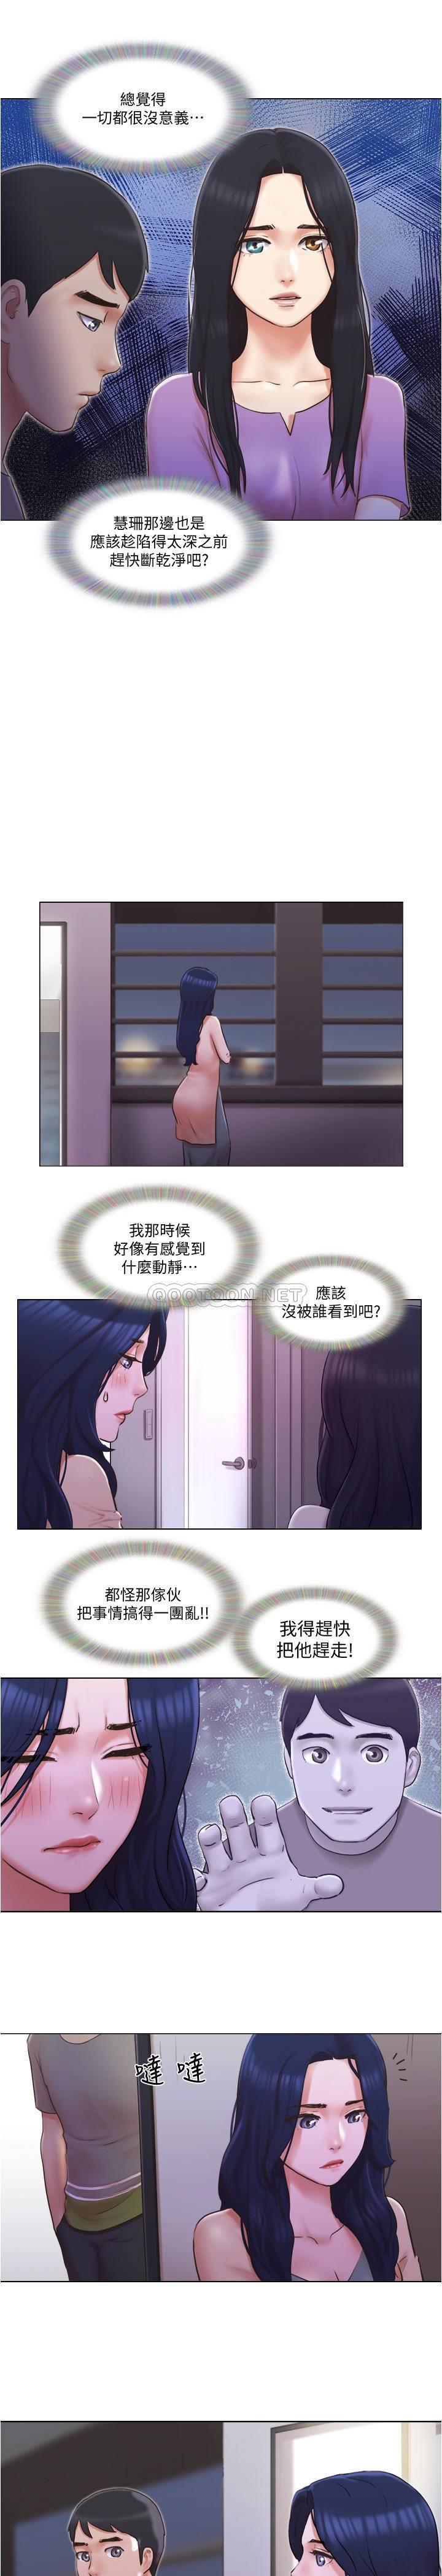 總覺得
一切都很沒意義…
慧珊那邊也是
應該趁陷得太深之前
趕快斷乾淨吧?
我那時候
好像有感覺到
什麼動靜…
QOOTOON.NET
應該
沒被誰看到吧?
都怪那傢伙
把事情搞得一團亂!!
我得趕快
把他趕走!
噠 噠